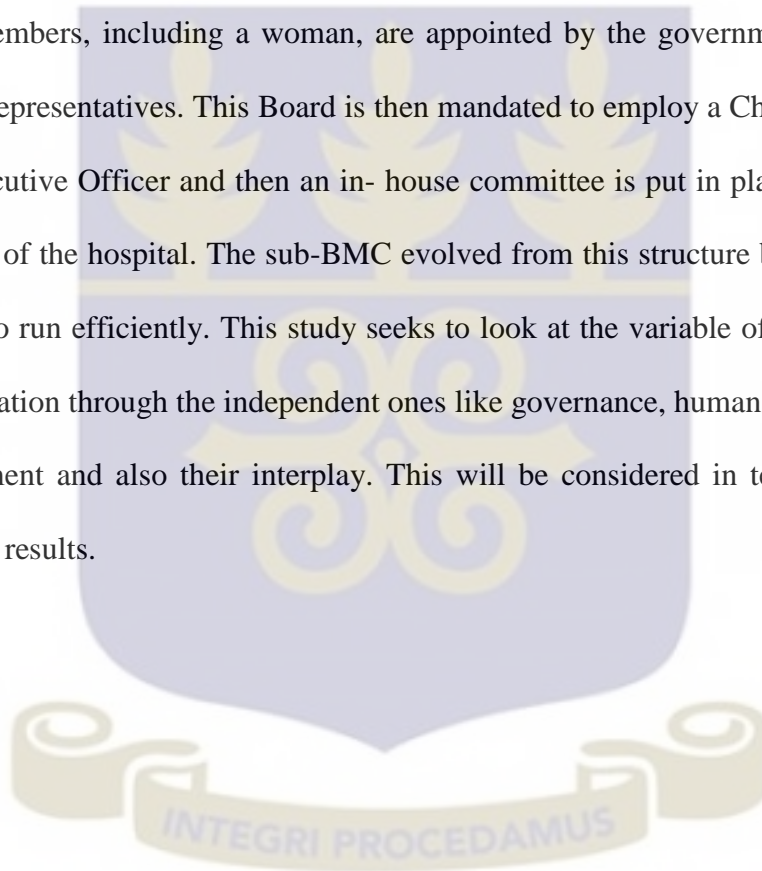 embers, including a woman, are appointed by the governm
epresentatives. This Board is then mandated to employ a Ch
cutive Officer and then an in- house committee is put in pla
of the hospital. The sub-BMC evolved from this structure b
o run efficiently. This study seeks to look at the variable of
ation through the independent ones like governance, human
nent and also their interplay. This will be considered in te
results.
INTEGRI PROCEDAMUS